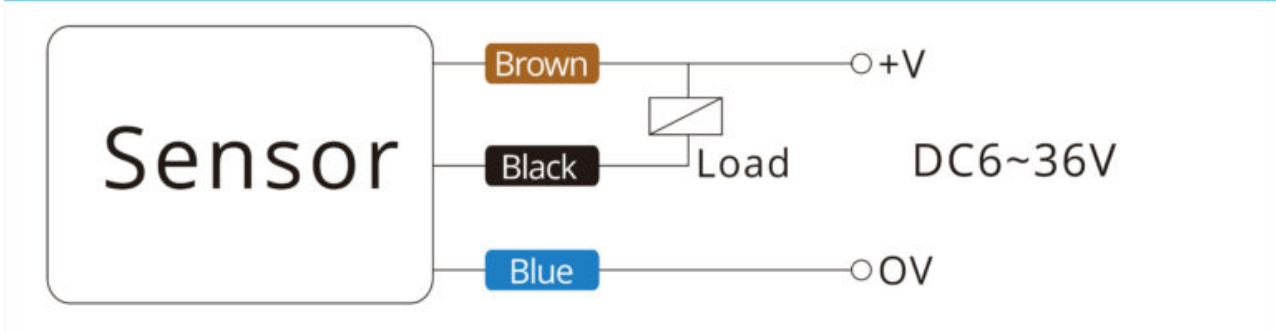 Brown
+V
Sensor
Black
Load
DC6~36V
Blue
OV